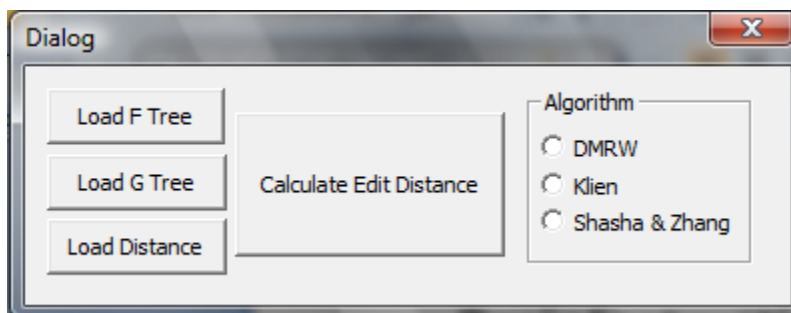 Dialog
Load F Tree
Load G Tree
Load Distance
Calculate Edit Distance
Algorithm
DMRW
Klien
Shasha & Zhang